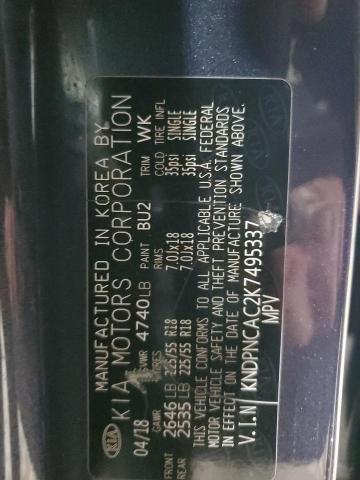 MANUFACTURED IN KOREA BY
KIA KIA MOTORS CORPORATION
04/18 GVWR 4740LB PAINT BU2 TRIM WK
GAWR TIRES RIMS COLD TIRE INFL
FRONT 2646LB 225/55 R18 7.0Jx18 35psi SINGLE
REAR 2535LB 225/55 R18 7.0Jx18 35psi SINGLE
THIS VEHICLE CONFORMS TO ALL APPLICABLE U.S.A. FEDERAL
MOTOR VEHICLE SAFETY AND THEFT PREVENTION STANDARDS
IN EFFECT ON THE DATE OF MANUFACTURE SHOWN ABOVE.
V.I.N/ KNDPNCAC2K7495337
MPV